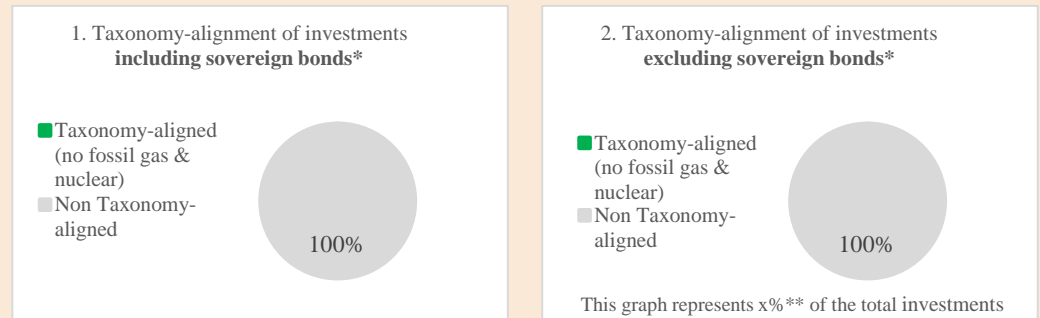 1. Taxonomy-alignment of investments
including sovereign bonds*
Taxonomy-aligned
(no fossil gas &
nuclear)
Non Taxonomy-
aligned
100%
2. Taxonomy-alignment of investments
excluding sovereign bonds*
Taxonomy-aligned
(no fossil gas &
nuclear)
Non Taxonomy-
aligned
100%
This graph represents x%** of the total investments